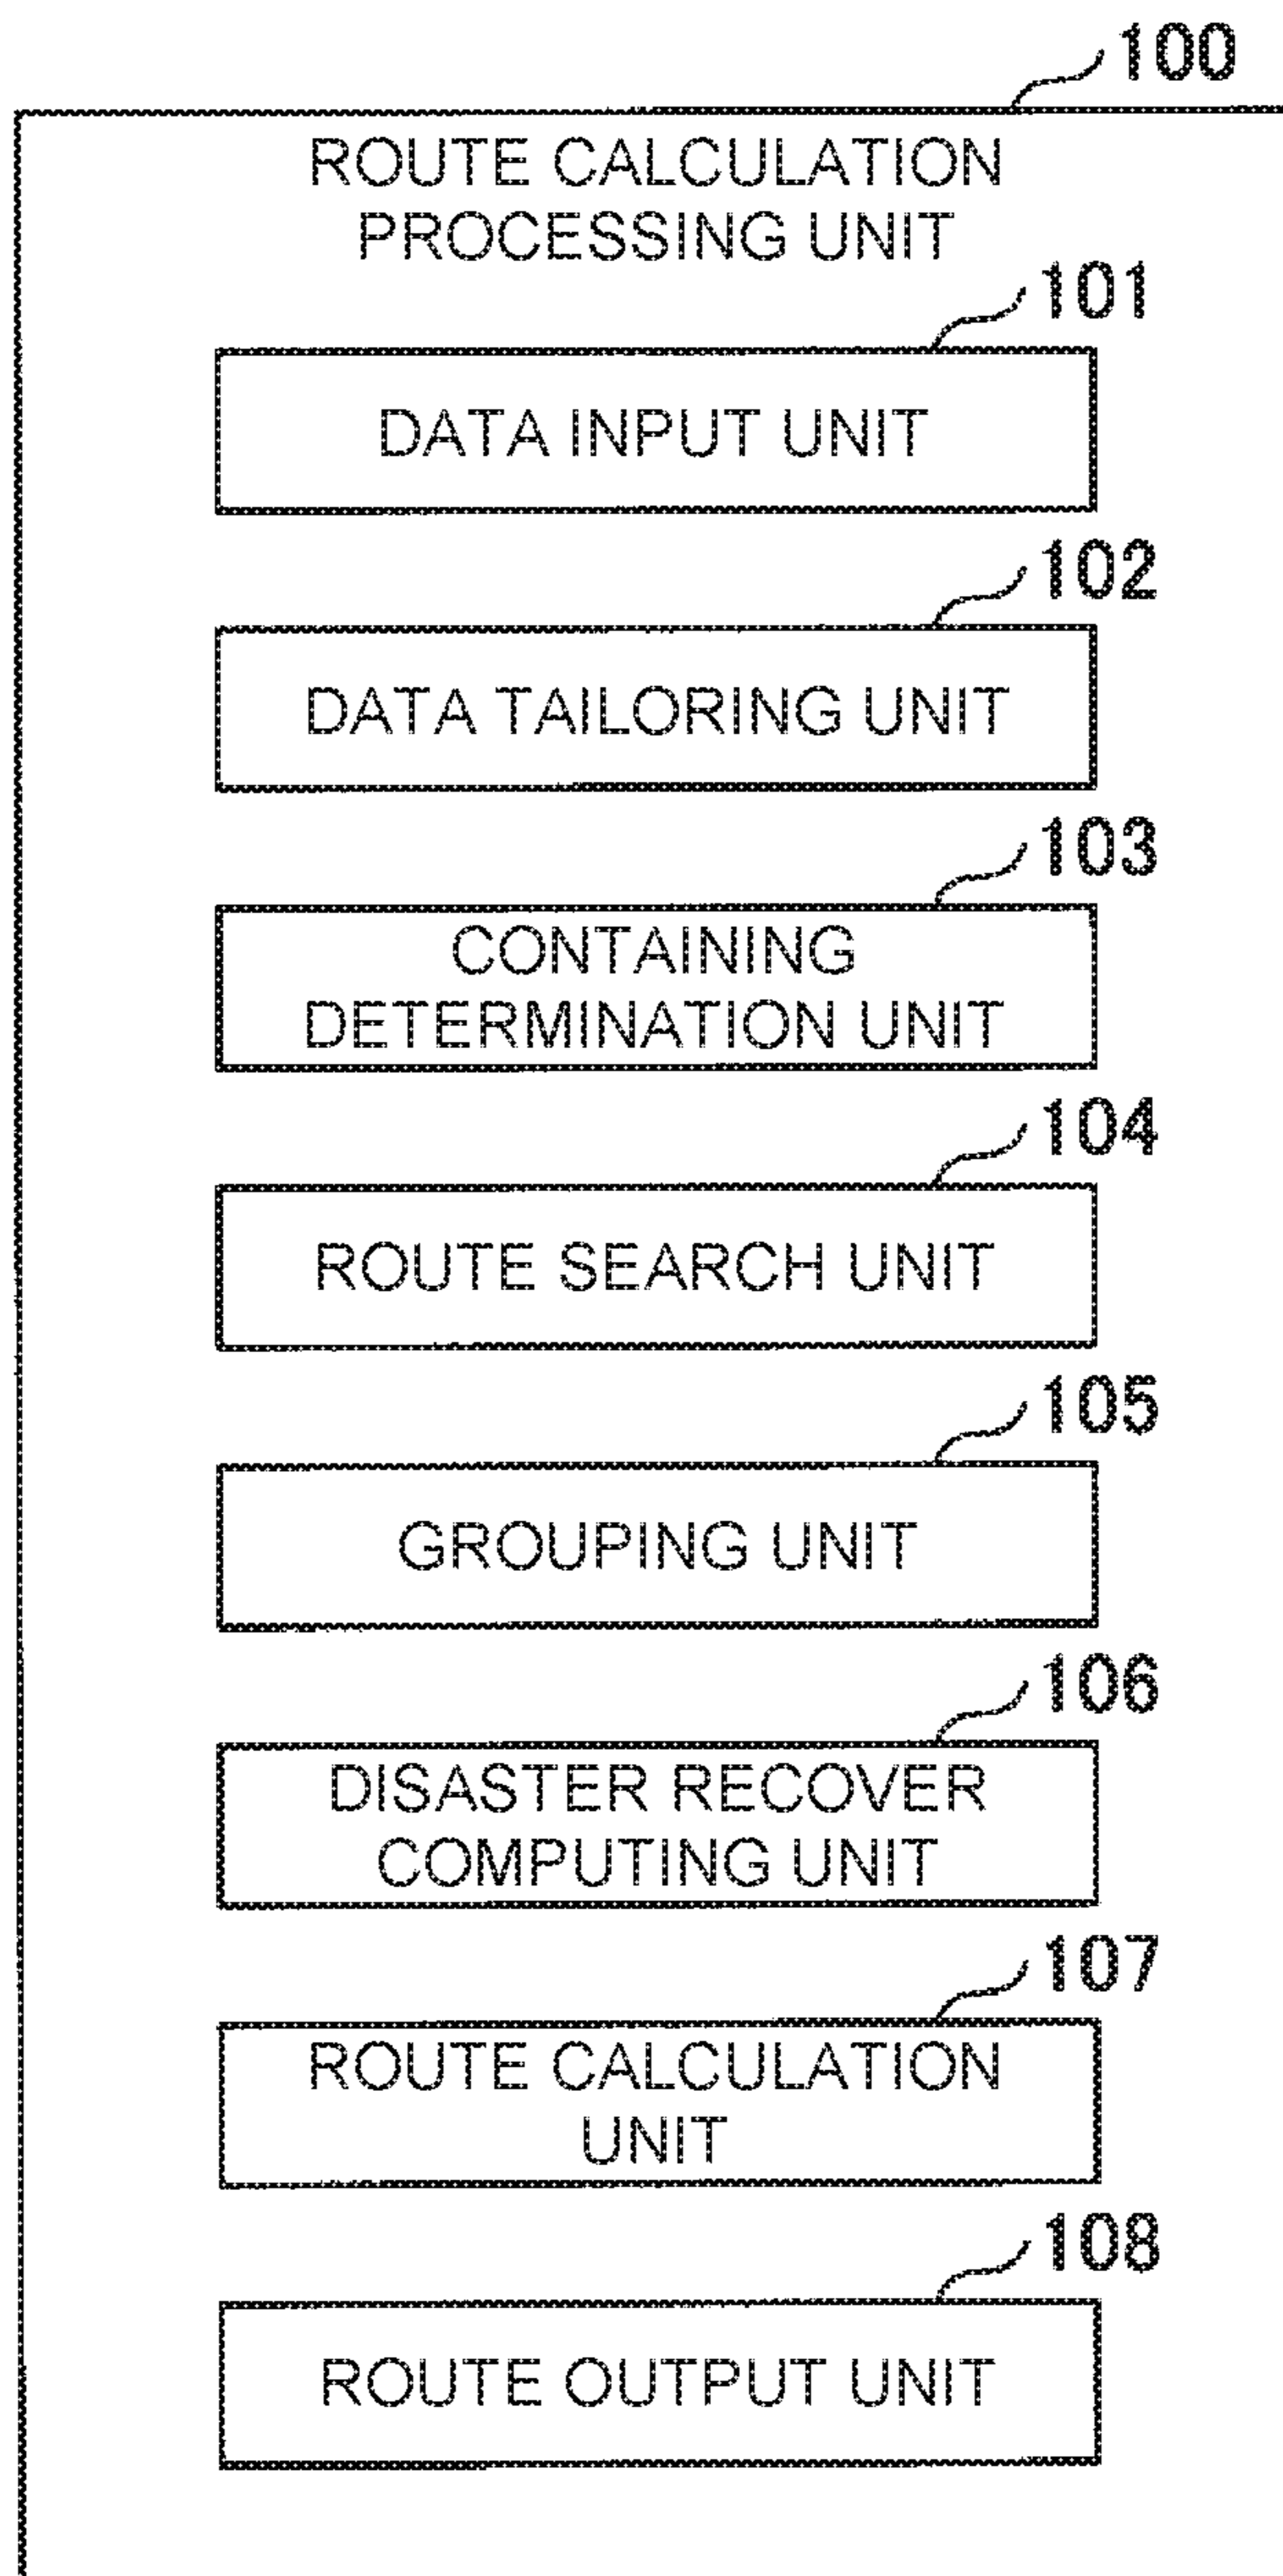 100
ROUTE CALCULATION
PROCESSING UNIT
101
DATA INPUT UNIT
102
DATA TAILORING UNIT
103
CONTAINING
DETERMINATION UNIT
104
ROUTE SEARCH UNIT
105
GROUPING UNIT
106
DISASTER RECOVER
COMPUTING UNIT
107
ROUTE CALCULATION
UNIT
108
ROUTE OUTPUT UNIT